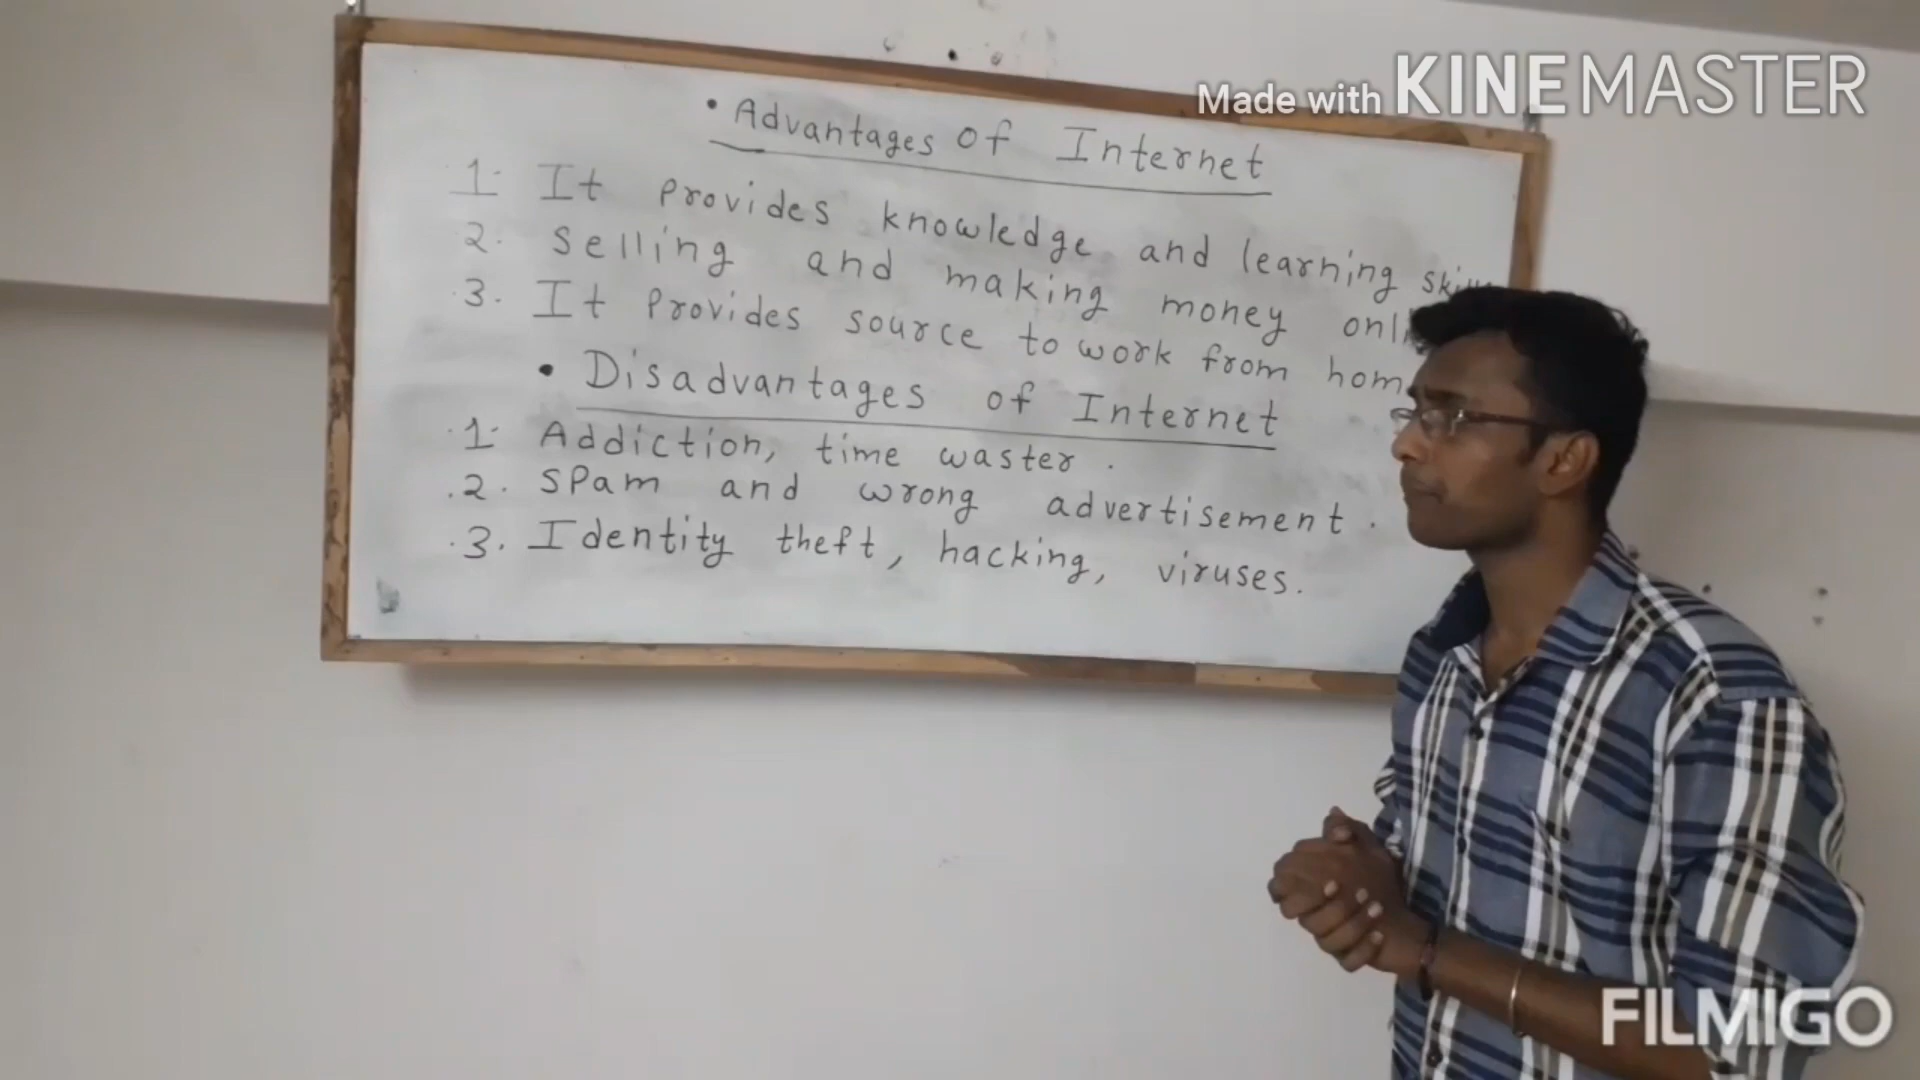 Made with KINEMASTER
• Advantages of Internet
1. It provides knowledge and learning
2. Selling and making money
3. It provides source to work from
• Disadvantages of Internet
1. Addiction, time waster.
2. Spam and wrong advertisement.
3. Identity theft, hacking, viruses.
FILMIGO